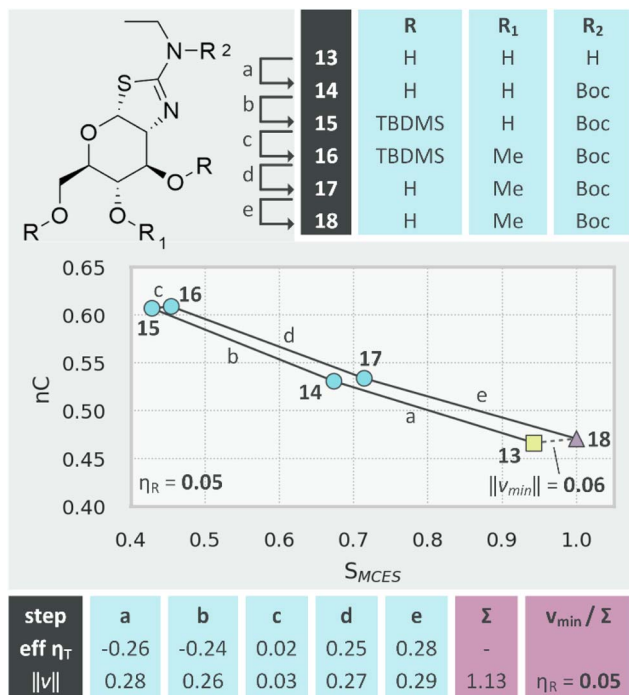 R R₁ R₂
13 H H H
14 H H Boc
15 TBDMS H Boc
16 TBDMS Me Boc
17 H Me Boc
18 H Me Boc
a
b
c
d
e
N–R₂
S
N
O
O
R
O
O
R
R₁
0.65
0.60
0.55
0.50
0.45
0.40
nC
c
16
15
b
d
14
17
a
e
13
18
ηR = 0.05
‖vmin‖ = 0.06
0.4 0.5 0.6 0.7 0.8 0.9 1.0
SMCES
step a b c d e Σ vmin / Σ
eff ηT -0.26 -0.24 0.02 0.25 0.28 -
‖v‖ 0.28 0.26 0.03 0.27 0.29 1.13 ηR = 0.05